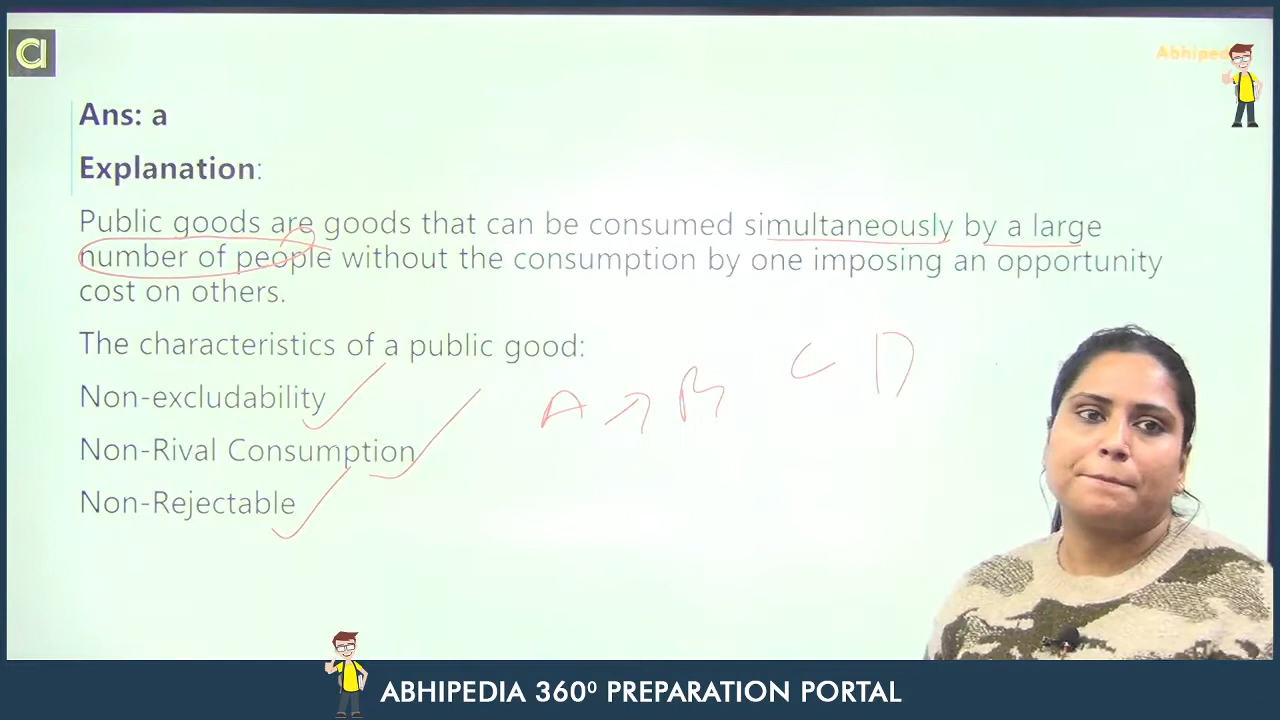 a
Abhiped
Ans: a
Explanation:
Public goods are goods that can be consumed simultaneously by a large
number of people without the consumption by one imposing an opportunity
cost on others.
The characteristics of a public good:
Non-excludability
Non-Rival Consumption
Non-Rejectable
A → B C D
ABHIPEDIA 360⁰ PREPARATION PORTAL